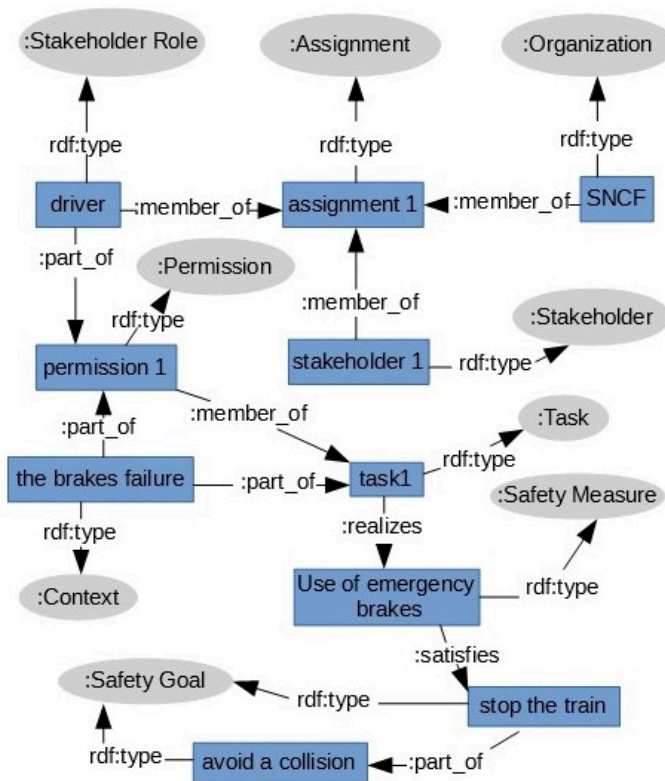 :Stakeholder Role
:Assignment
:Organization
rdf:type
rdf:type
rdf:type
driver
:member_of
assignment 1
:member_of
SNCF
:part_of
:Permission
rdf:type
:member_of
:Stakeholder
permission 1
stakeholder 1
rdf:type
:member_of
:part_of
:Task
the brakes failure
:part_of
task1
rdf:type
:Safety Measure
rdf:type
:realizes
:Context
Use of emergency
brakes
rdf:type
:satisfies
:Safety Goal
rdf:type
stop the train
rdf:type
avoid a collision
:part_of